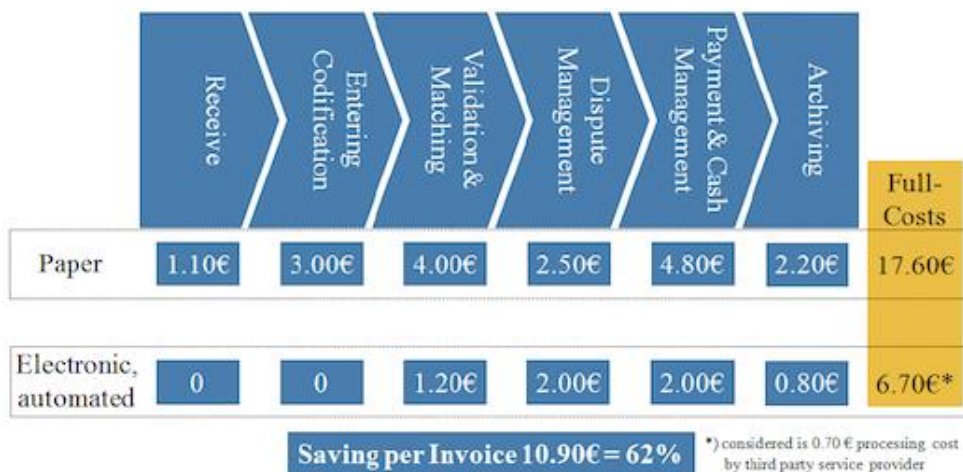 Receive
Entering
Codification
Validation &
Matching
Dispute
Management
Payment & Cash
Management
Archiving
Full-
Costs
Paper 1.10€ 3.00€ 4.00€ 2.50€ 4.80€ 2.20€ 17.60€
Electronic,
automated 0 0 1.20€ 2.00€ 2.00€ 0.80€ 6.70€*
Saving per Invoice 10.90€ = 62%
*) considered is 0.70 € processing cost
by third party service provider